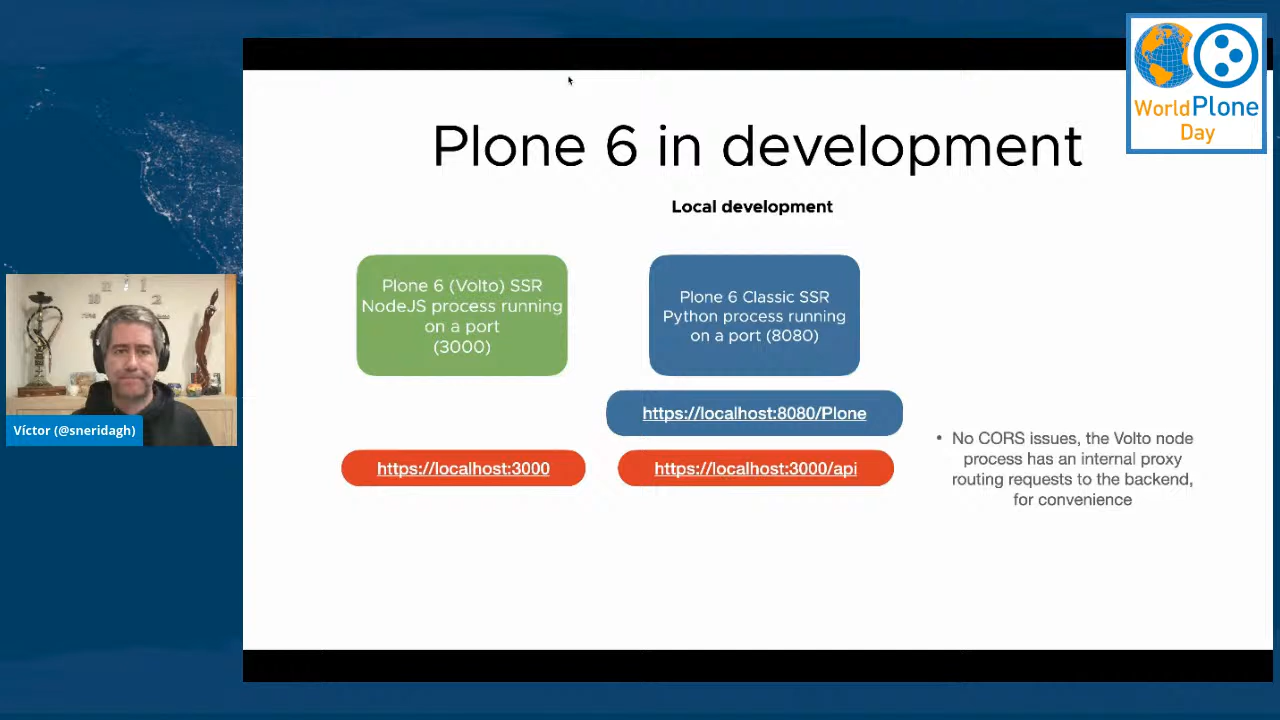 World Plone
Day
Plone 6 in development
Local development
Plone 6 (Volto) SSR
NodeJS process running
on a port
(3000)
Plone 6 Classic SSR
Python process running
on a port (8080)
https://localhost:8080/Plone
https://localhost:3000
https://localhost:3000/api
• No CORS issues, the Volto node
process has an internal proxy
routing requests to the backend,
for convenience
Víctor (@sneridagh)